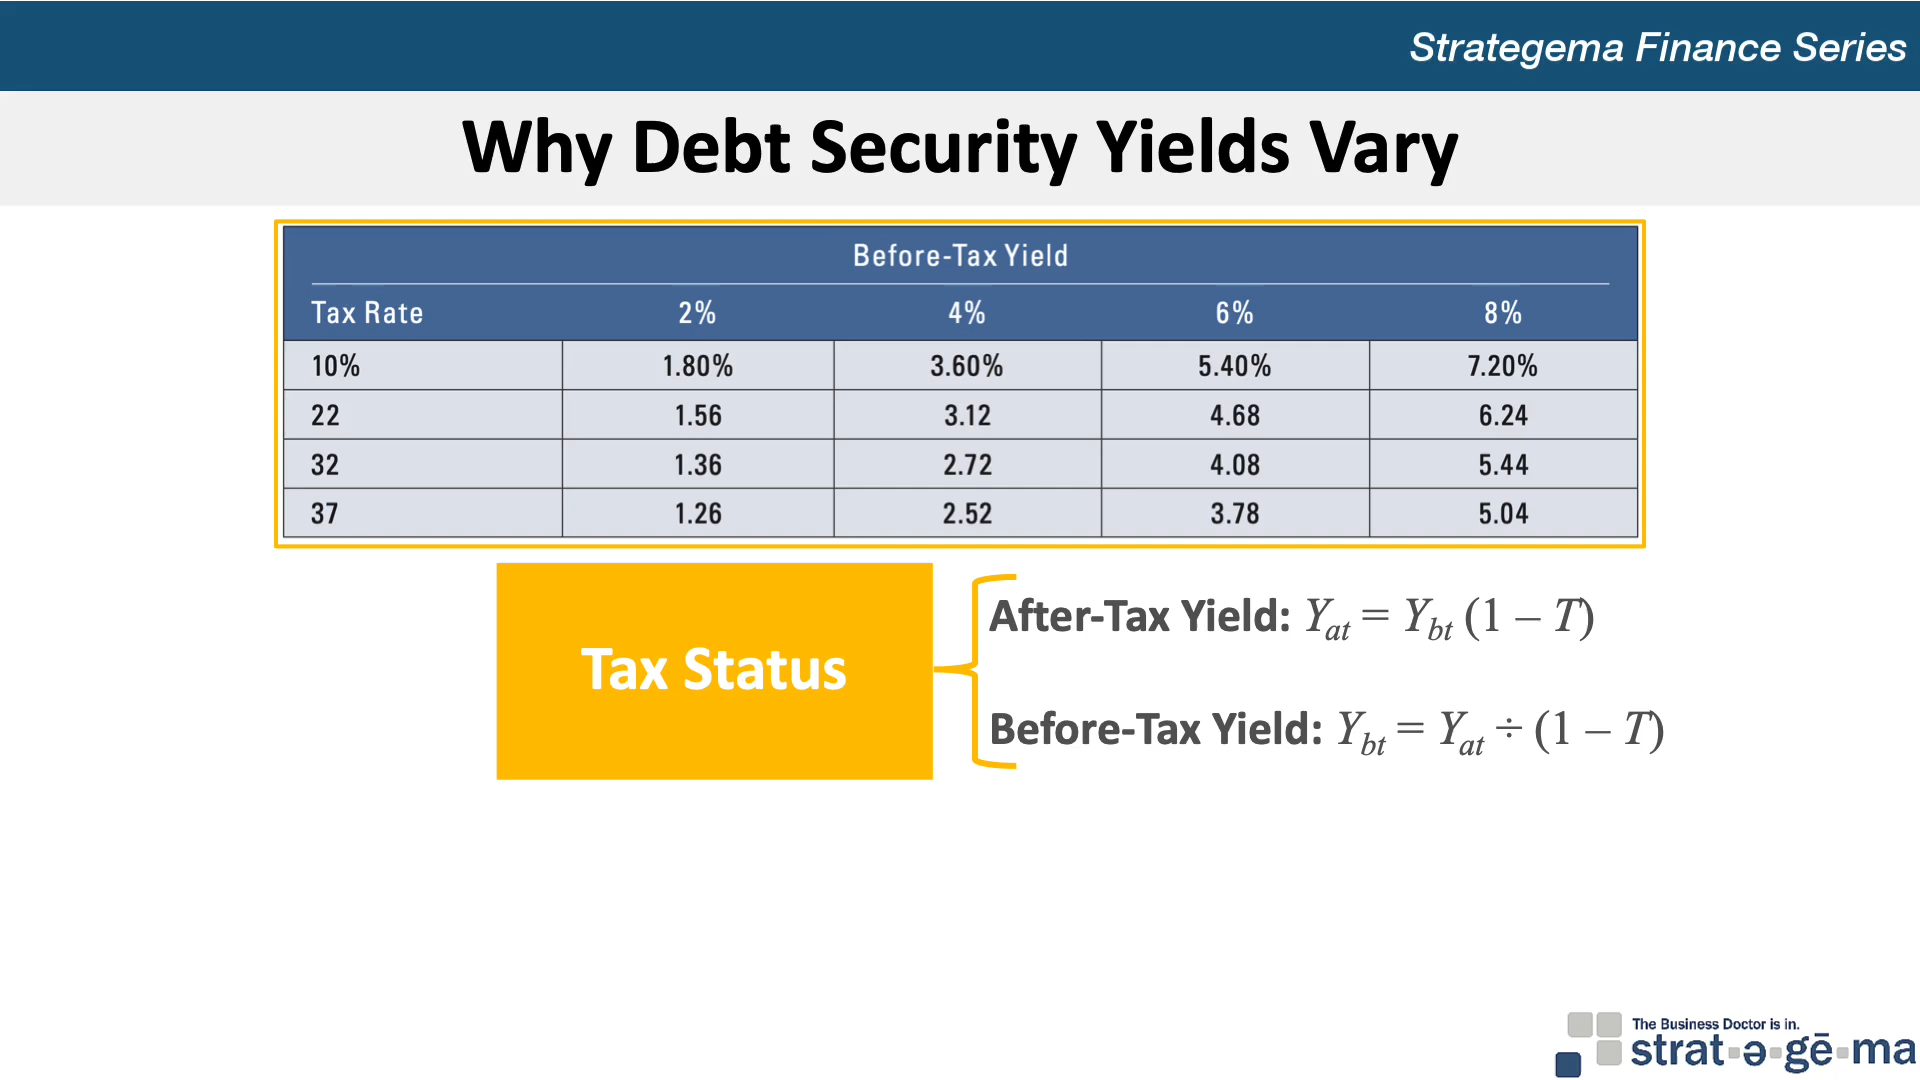 Strategema Finance Series
Why Debt Security Yields Vary
Before-Tax Yield
Tax Rate 2% 4% 6% 8%
10% 1.80% 3.60% 5.40% 7.20%
22 1.56 3.12 4.68 6.24
32 1.36 2.72 4.08 5.44
37 1.26 2.52 3.78 5.04
Tax Status
After-Tax Yield: Yat = Ybt (1 – T)
Before-Tax Yield: Ybt = Yat ÷ (1 – T)
The Business Doctor is in.
strat▪ə▪gē▪ma